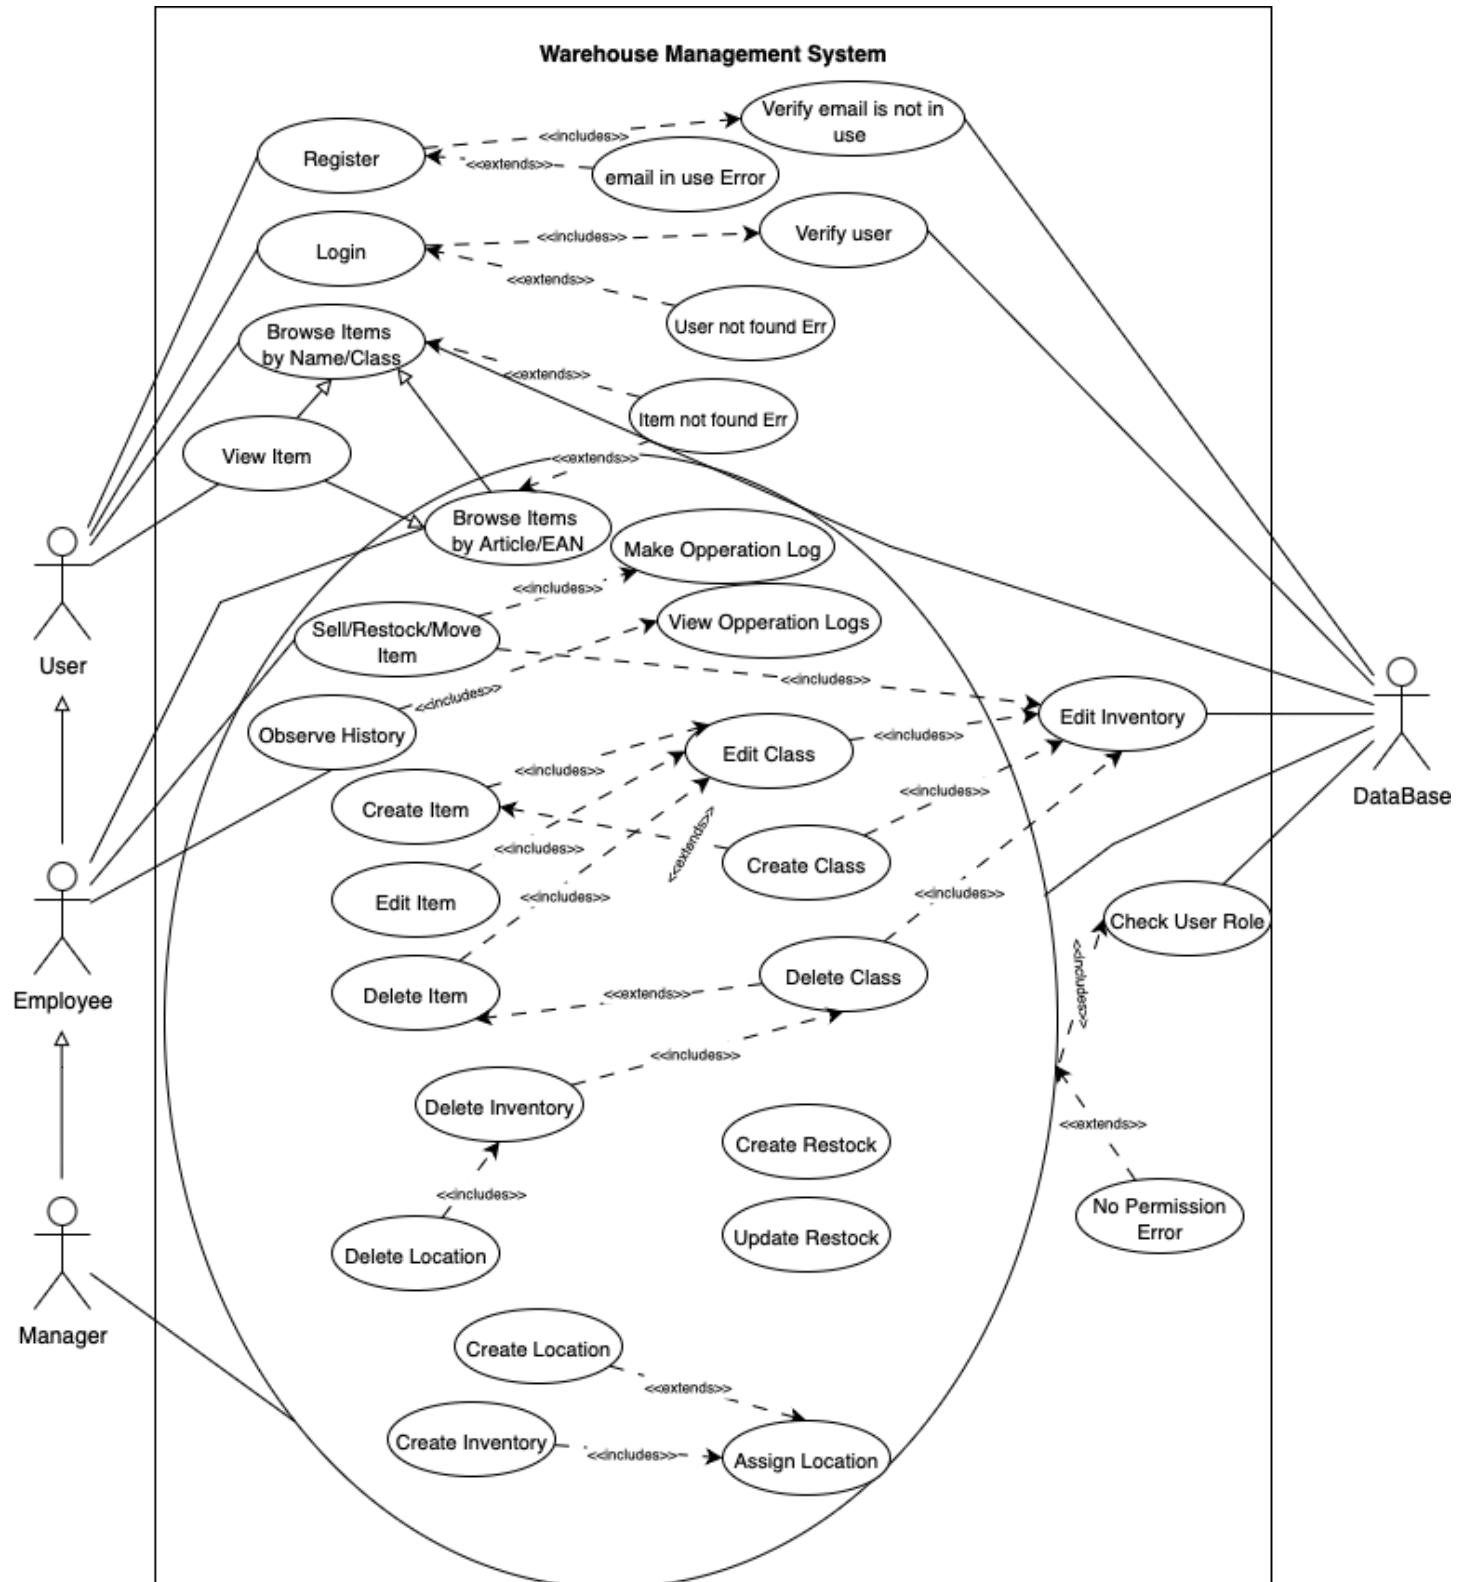 Warehouse Management System
Verify email is not in
use
<<includes>>
Register
<<extends>>
email in use Error
Login
<<includes>>
Verify user
<<extends>>
User not found Err
Browse Items
by Name/Class
<<extends>>
Item not found Err
View Item
<<extends>>
Browse Items
by Article/EAN
Make Opperation Log
<<includes>>
View Opperation Logs
Sell/Restock/Move
Item
User
<<includes>>
<<includes>>
Edit Inventory
Observe History
Edit Class
<<includes>>
<<includes>>
DataBase
Create Item
<<includes>>
<<extends>>
<<includes>>
Create Class
Edit Item
<<includes>>
<<includes>>
Check User Role
Delete Item
Delete Class
<<includes>>
<<extends>>
Employee
<<includes>>
Delete Inventory
<<extends>>
Create Restock
<<includes>>
No Permission
Error
Update Restock
Delete Location
Manager
Create Location
<<extends>>
Create Inventory
<<includes>>
Assign Location